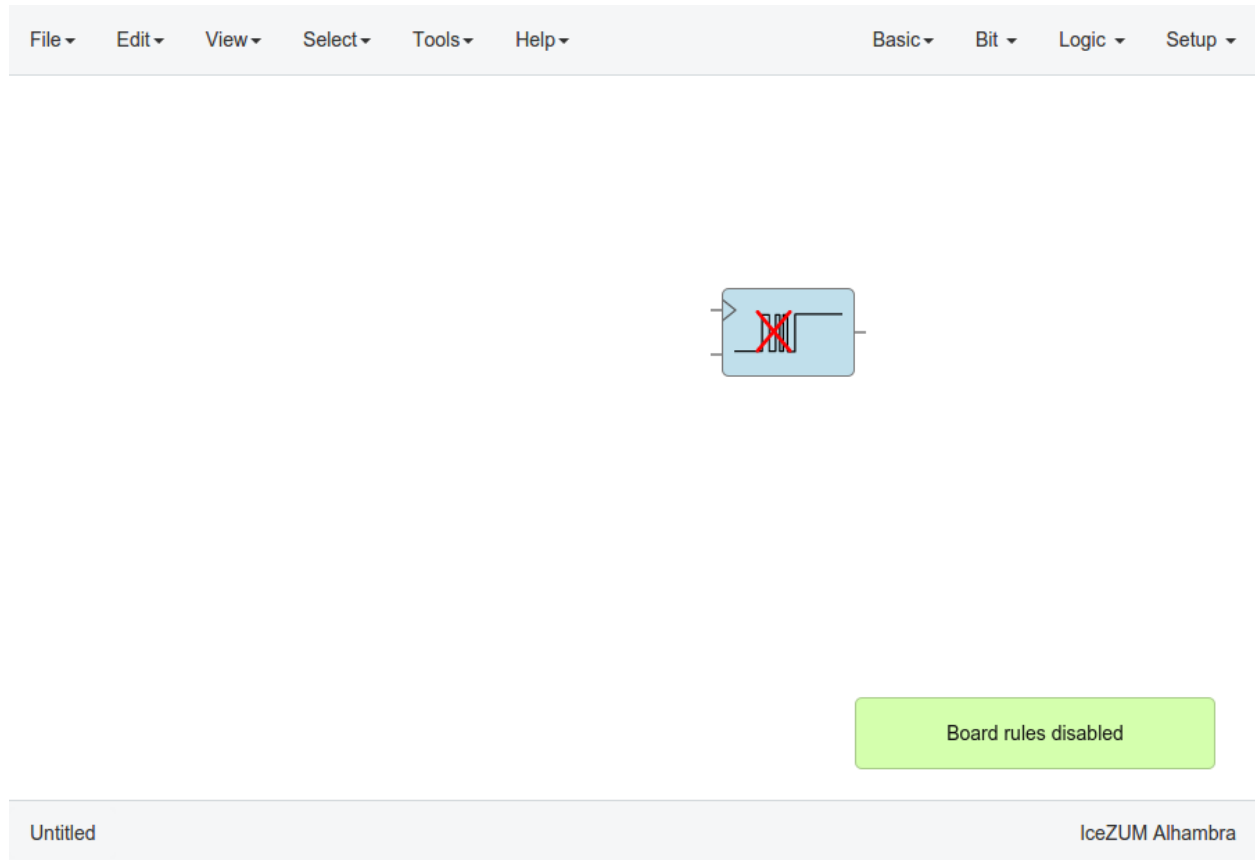 File Edit View Select Tools Help Basic Bit Logic Setup
Board rules disabled
Untitled IceZUM Alhambra